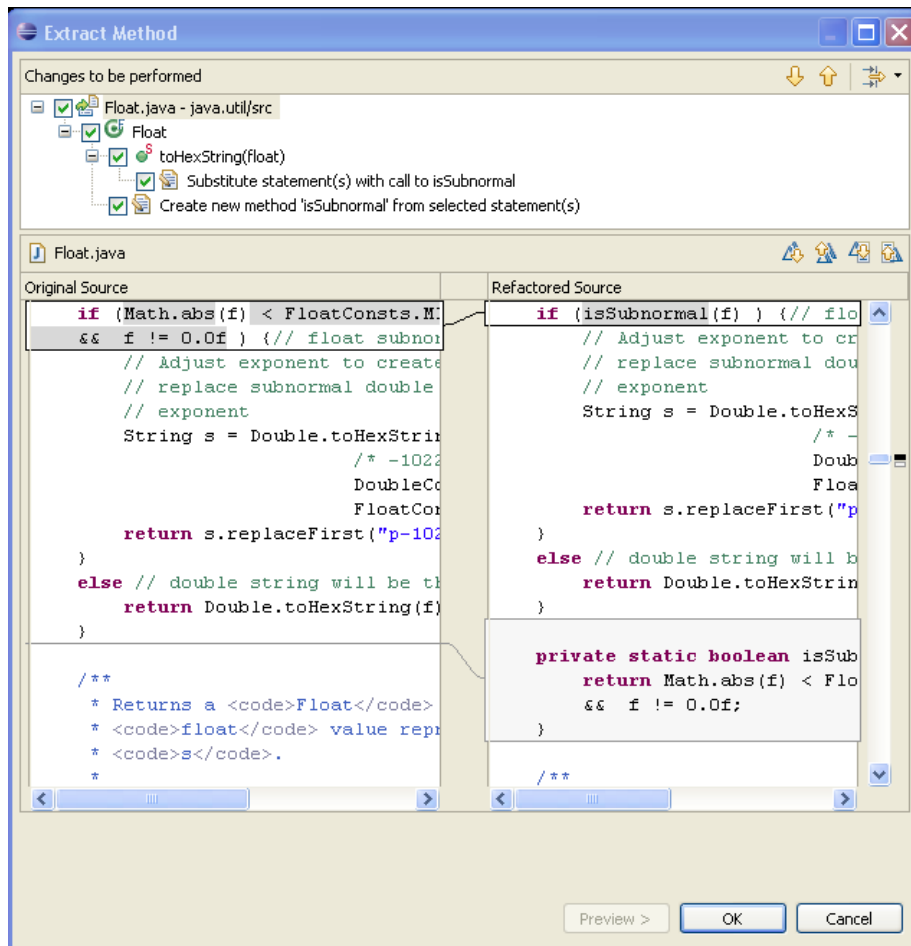 Extract Method
Changes to be performed
Float.java - java.util/src
Float
S
toHexString(float)
Substitute statement(s) with call to isSubnormal
Create new method 'isSubnormal' from selected statement(s)
J Float.java
Original Source
if (Math.abs(f) < FloatConsts.MI
&& f != 0.0f ) {// float subnor
// Adjust exponent to create
// replace subnormal double
// exponent
String s = Double.toHexStrin
/* -1022
DoubleCo
FloatCon
return s.replaceFirst("p-102
}
else // double string will be th
return Double.toHexString(f)
}
/**
* Returns a <code>Float</code>
* <code>float</code> value repr
* <code>s</code>.
*
Refactored Source
if (isSubnormal(f) ) {// flo
// Adjust exponent to cr
// replace subnormal dou
// exponent
String s = Double.toHexS
/* -
Doub
Floa
return s.replaceFirst("p
}
else // double string will b
return Double.toHexStrin
}
private static boolean isSub
return Math.abs(f) < Flo
&& f != 0.0f;
}
/**
Preview >
OK
Cancel